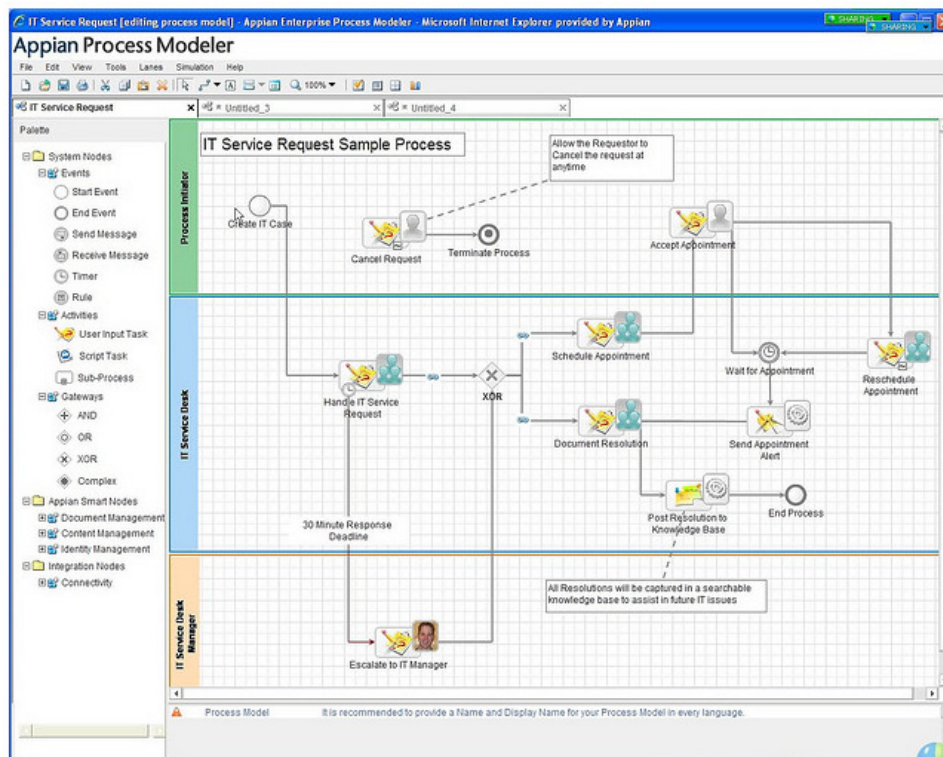 IT Service Request [editing process model] - Appian Enterprise Process Modeler - Microsoft Internet Explorer provided by Appian
SHARING
SHARING
Appian Process Modeler
File Edit View Tools Lanes Simulation Help
100%
IT Service Request
* Untitled_3
* Untitled_4
Palette
System Nodes
Events
Start Event
End Event
Send Message
Receive Message
Timer
Rule
Activities
User Input Task
Script Task
Sub-Process
Gateways
AND
OR
XOR
Complex
Appian Smart Nodes
Document Management
Content Management
Identity Management
Integration Nodes
Connectivity
Process Initiator
IT Service Request Sample Process
Allow the Requestor to
Cancel the request at
anytime
Create IT Case
Cancel Request
Terminate Process
Accept Appointment
IT Service Desk
Schedule Appointment
Wait for Appointment
Reschedule
Appointment
Handle IT Service
Request
XOR
Document Resolution
Send Appointment
Alert
Post Resolution to
Knowledge Base
End Process
30 Minute Response
Deadline
IT Service Desk
Manager
All Resolutions will be captured in a searchable
knowledge base to assist in future IT issues
Escalate to IT Manager
Process Model
It is recommended to provide a Name and Display Name for your Process Model in every language.